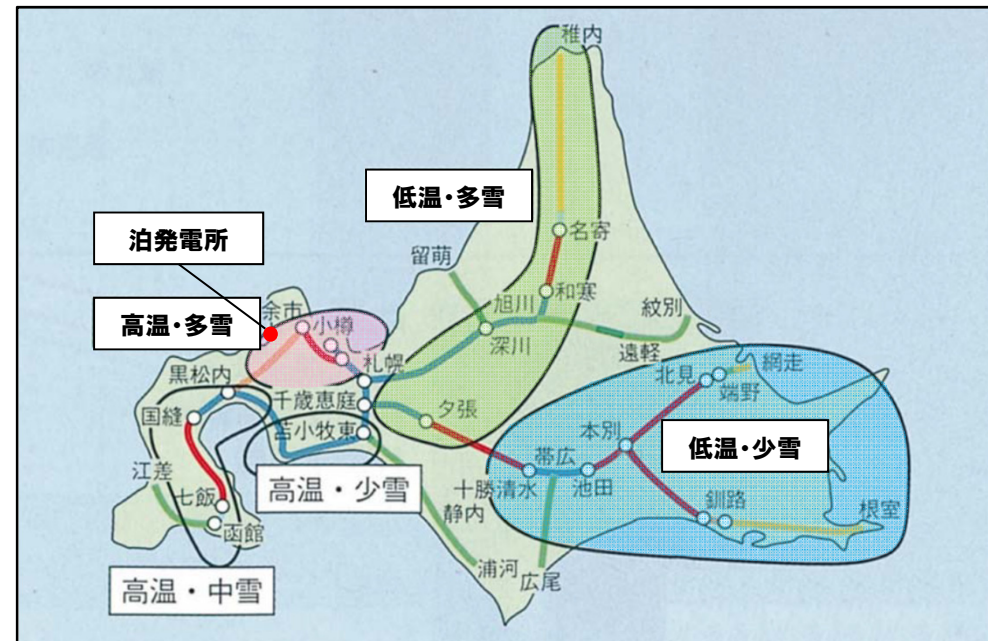 稚内
低温・多雪
名寄
泊発電所
留萌
和寒
旭川
紋別
高温・多雪
余市
小樽
深川
遠軽
網走
札幌
北見
端野
黒松内
千歳恵庭
夕張
国縫
苫小牧東
本別
低温・少雪
帯広
江差
高温・少雪
十勝清水
池田
七飯
静内
釧路
根室
函館
浦河
広尾
高温・中雪